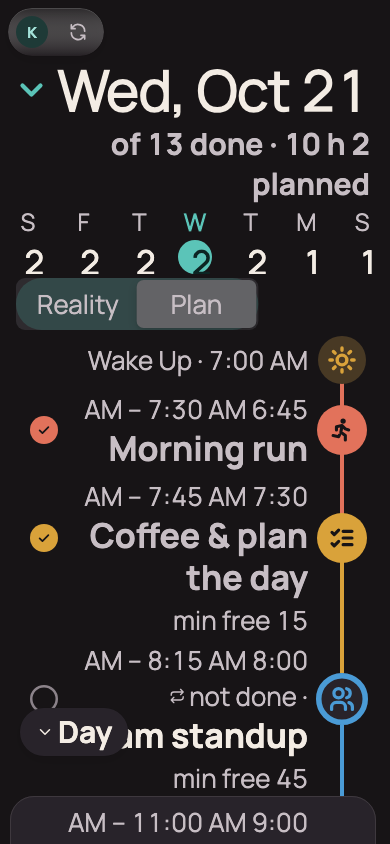 K
Wed, Oct 21
of 13 done · 10 h 2
planned
S F T W T M S
2 2 2 2 2 1 1
Reality Plan
Wake Up · 7:00 AM
AM – 7:30 AM 6:45
Morning run
AM – 7:45 AM 7:30
Coffee & plan
the day
min free 15
AM – 8:15 AM 8:00
not done ·
Day
am standup
min free 45
AM – 11:00 AM 9:00